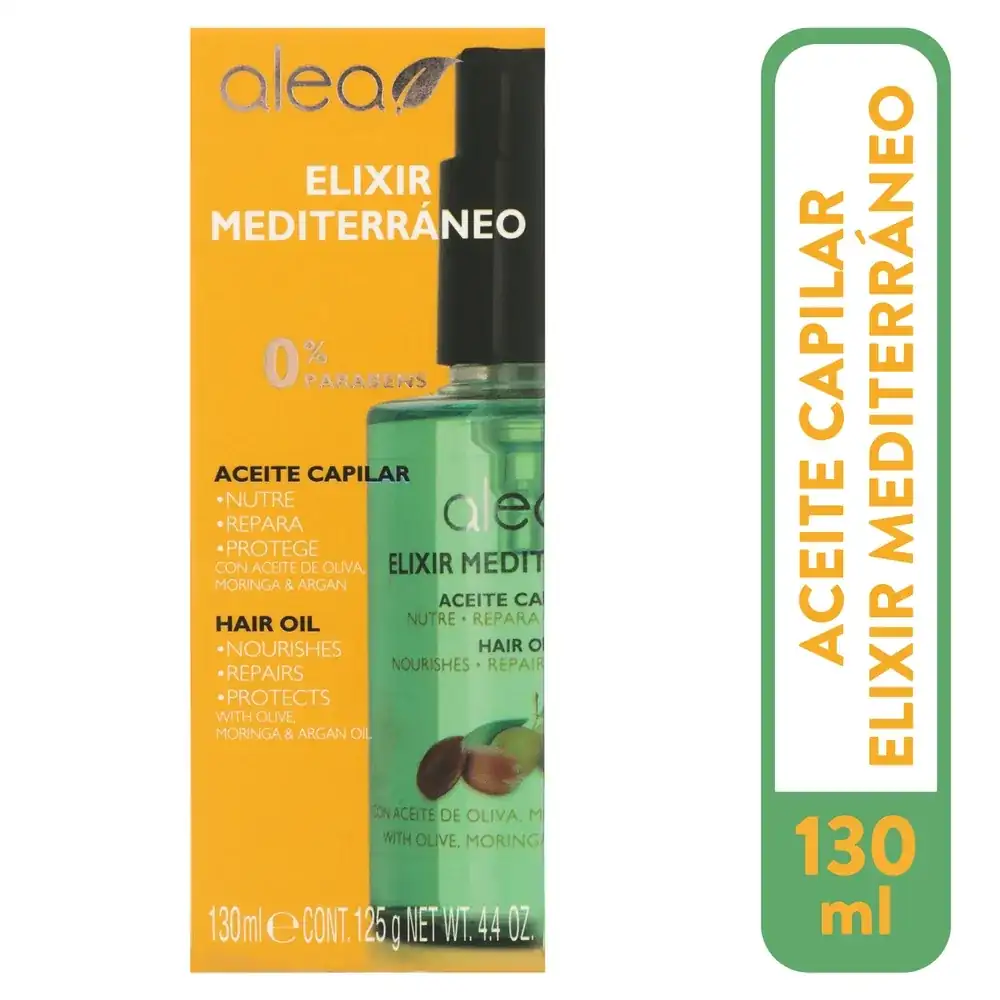 alea
ELIXIR
MEDITERRÁNEO
0%
PARABENS
ACEITE CAPILAR
•NUTRE
•REPARA
•PROTEGE
CON ACEITE DE OLIVA,
MORINGA & ARGAN
HAIR OIL
•NOURISHES
•REPAIRS
•PROTECTS
WITH OLIVE,
MORINGA & ARGAN OIL
alea
ELIXIR MEDIT
ACEITE CA
NUTRE • REPARA
HAIR O
NOURISHES • REPAIR
CON ACEITE DE OLIVA, M
WITH OLIVE, MORINGA
130ml e CONT. 125 g NET WT. 4.4 OZ.
ACEITE CAPILAR
ELIXIR MEDITERRÁNEO
130
ml